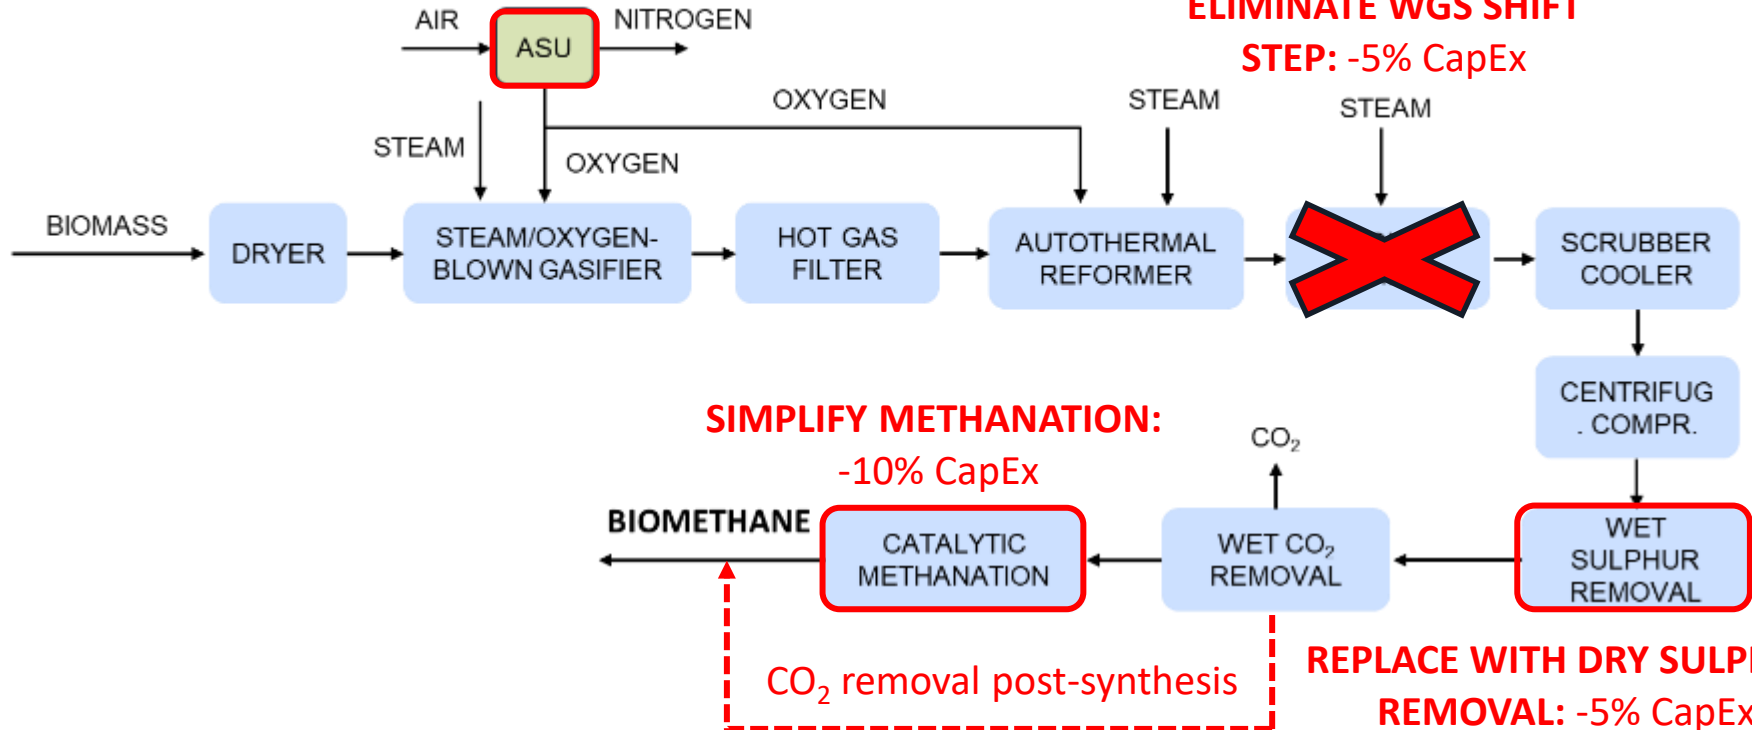 ELIMINATE WGS SHIFT
STEP: -5% CapEx
AIR
ASU
NITROGEN
OXYGEN
STEAM
STEAM
STEAM
OXYGEN
BIOMASS
DRYER
STEAM/OXYGEN-
BLOWN GASIFIER
HOT GAS
FILTER
AUTOTHERMAL
REFORMER
SCRUBBER
COOLER
CENTRIFUG
. COMPR.
SIMPLIFY METHANATION:
-10% CapEx
CO₂
BIOMETHANE
CATALYTIC
METHANATION
WET CO₂
REMOVAL
WET
SULPHUR
REMOVAL
CO₂ removal post-synthesis
REPLACE WITH DRY
REMOVAL: -5% CapEx